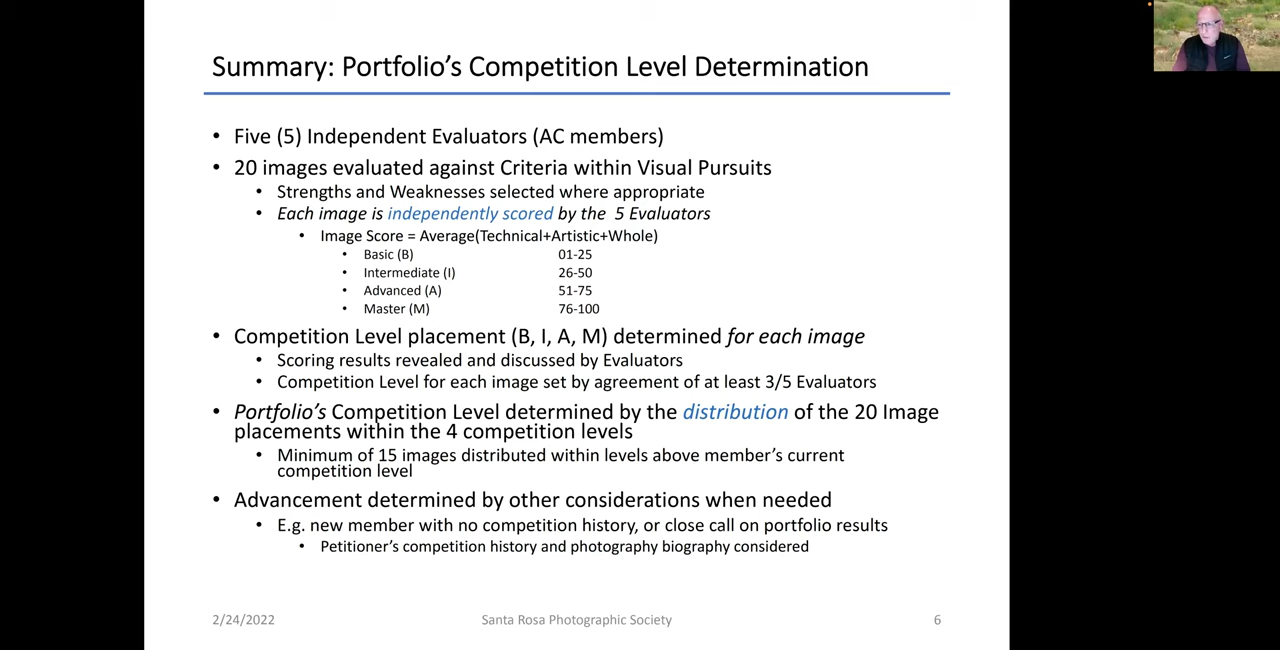 Summary: Portfolio's Competition Level Determination
• Five (5) Independent Evaluators (AC members)
• 20 images evaluated against Criteria within Visual Pursuits
• Strengths and Weaknesses selected where appropriate
• Each image is independently scored by the 5 Evaluators
• Image Score = Average(Technical+Artistic+Whole)
• Basic (B) 01-25
• Intermediate (I) 26-50
• Advanced (A) 51-75
• Master (M) 76-100
• Competition Level placement (B, I, A, M) determined for each image
• Scoring results revealed and discussed by Evaluators
• Competition Level for each image set by agreement of at least 3/5 Evaluators
• Portfolio's Competition Level determined by the distribution of the 20 Image
placements within the 4 competition levels
• Minimum of 15 images distributed within levels above member's current
competition level
• Advancement determined by other considerations when needed
• E.g. new member with no competition history, or close call on portfolio results
• Petitioner's competition history and photography biography considered
2/24/2022 Santa Rosa Photographic Society 6